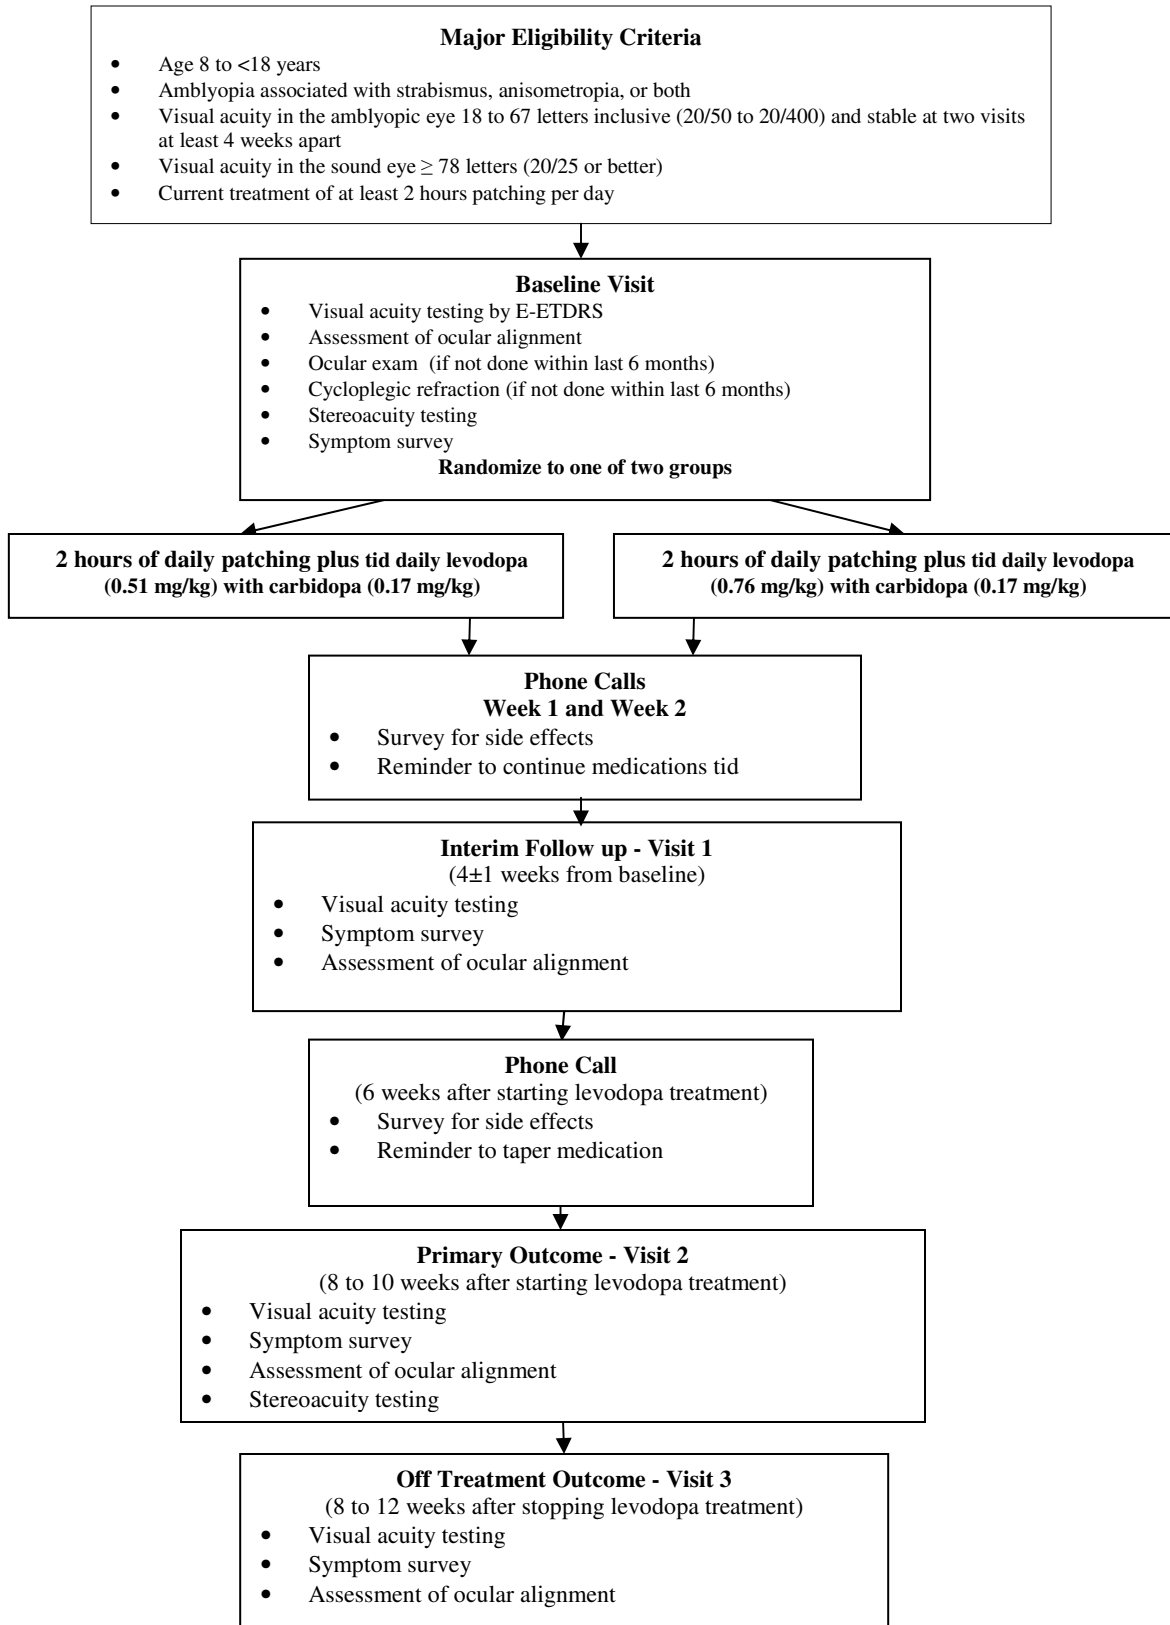 Major Eligibility Criteria
• Age 8 to <18 years
• Amblyopia associated with strabismus, anisometropia, or both
• Visual acuity in the amblyopic eye 18 to 67 letters inclusive (20/50 to 20/400) and stable at two visits
at least 4 weeks apart
• Visual acuity in the sound eye ≥ 78 letters (20/25 or better)
• Current treatment of at least 2 hours patching per day
Baseline Visit
• Visual acuity testing by E-ETDRS
• Assessment of ocular alignment
• Ocular exam (if not done within last 6 months)
• Cycloplegic refraction (if not done within last 6 months)
• Stereoacuity testing
• Symptom survey
Randomize to one of two groups
2 hours of daily patching plus tid daily levodopa
(0.51 mg/kg) with carbidopa (0.17 mg/kg)
2 hours of daily patching plus tid daily levodopa
(0.76 mg/kg) with carbidopa (0.17 mg/kg)
Phone Calls
Week 1 and Week 2
• Survey for side effects
• Reminder to continue medications tid
Interim Follow up - Visit 1
(4±1 weeks from baseline)
• Visual acuity testing
• Symptom survey
• Assessment of ocular alignment
Phone Call
(6 weeks after starting levodopa treatment)
• Survey for side effects
• Reminder to taper medication
Primary Outcome - Visit 2
(8 to 10 weeks after starting levodopa treatment)
• Visual acuity testing
• Symptom survey
• Assessment of ocular alignment
• Stereoacuity testing
Off Treatment Outcome - Visit 3
(8 to 12 weeks after stopping levodopa treatment)
• Visual acuity testing
• Symptom survey
• Assessment of ocular alignment